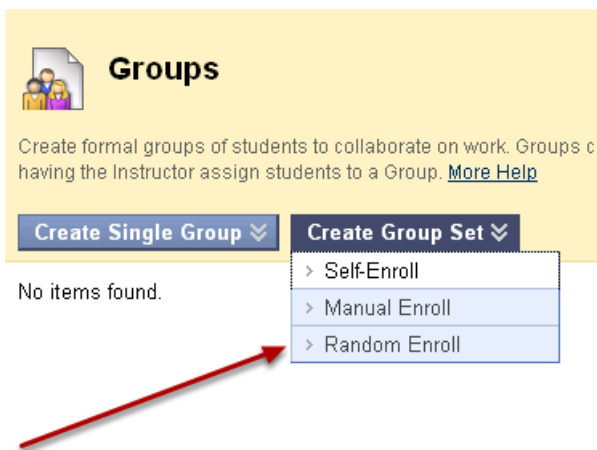 Groups
Create formal groups of students to collaborate on work. Groups c
having the Instructor assign students to a Group. More Help
Create Single Group
Create Group Set
Self-Enroll
No items found.
Manual Enroll
Random Enroll